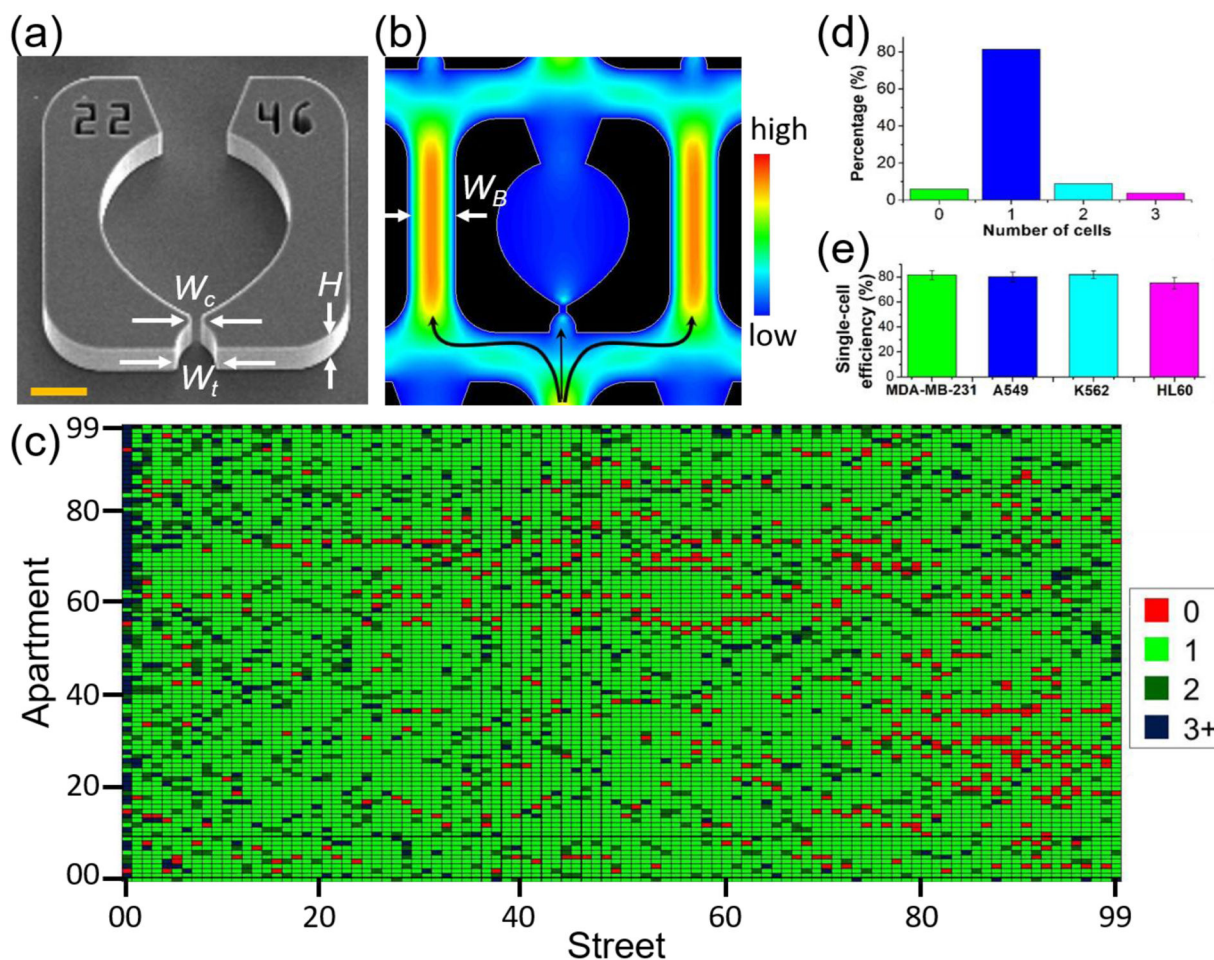 (a)
22 46
W_c
H
W_t
(b)
W_B
high
low
(d)
Percentage (%)
80
60
40
20
0
0 1 2 3
Number of cells
(e)
Single-cell
efficiency (%)
80
60
40
20
0
MDA-MB-231 A549 K562 HL60
(c)
Apartment
99
80
60
40
20
00
00 20 40 60 80 99
Street
0
1
2
3+